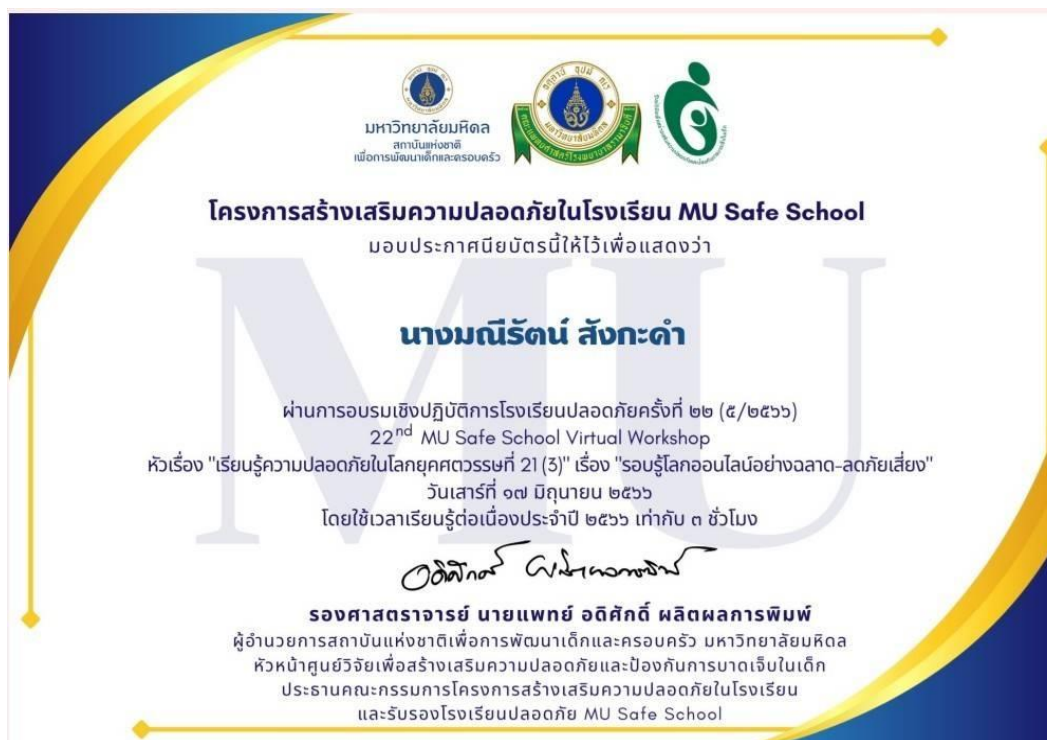 มหาวิทยาลัยมหิดล
สถาบันแห่งชาติ
เพื่อการพัฒนาเด็กและครอบครัว
โครงการสร้างเสริมความปลอดภัยในโรงเรียน MU Safe School
มอบประกาศนียบัตรนี้ให้ไว้เพื่อแสดงว่า
MU
นางมณีรัตน์ สังกะคำ
ผ่านการอบรมเชิงปฏิบัติการโรงเรียนปลอดภัยครั้งที่ ๒๒ (๕/๒๕๖๖)
22nd MU Safe School Virtual Workshop
หัวเรื่อง "เรียนรู้ความปลอดภัยในโลกยุคศตวรรษที่ 21 (3)" เรื่อง "รอบรู้โลกออนไลน์อย่างฉลาด-ลดภัยเสี่ยง"
วันเสาร์ที่ ๑๗ มิถุนายน ๒๕๖๖
โดยใช้เวลาเรียนรู้ต่อเนื่องประจำปี ๒๕๖๖ เท่ากับ ๓ ชั่วโมง
รองศาสตราจารย์ นายแพทย์ อดิศักดิ์ ผลิตผลการพิมพ์
ผู้อำนวยการสถาบันแห่งชาติเพื่อการพัฒนาเด็กและครอบครัว มหาวิทยาลัยมหิดล
หัวหน้าศูนย์วิจัยเพื่อสร้างเสริมความปลอดภัยและป้องกันการบาดเจ็บในเด็ก
ประธานคณะกรรมการโครงการสร้างเสริมความปลอดภัยในโรงเรียน
และรับรองโรงเรียนปลอดภัย MU Safe School